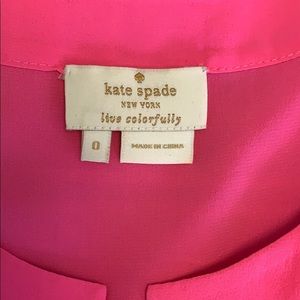 kate spade
NEW YORK
live colorfully
0
MADE IN CHINA